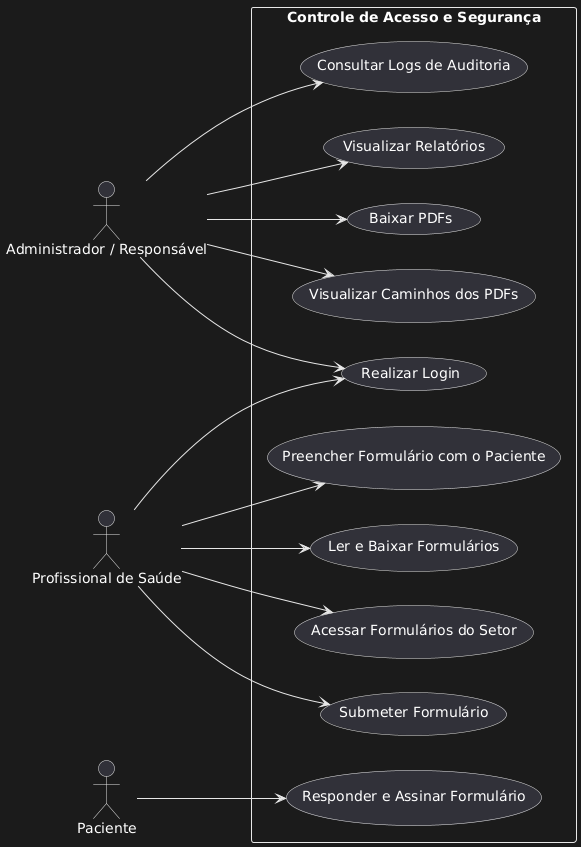 Controle de Acesso e Segurança
Consultar Logs de Auditoria
Visualizar Relatórios
Baixar PDFs
Administrador / Responsável
Visualizar Caminhos dos PDFs
Realizar Login
Preencher Formulário com o Paciente
Ler e Baixar Formulários
Profissional de Saúde
Acessar Formulários do Setor
Submeter Formulário
Responder e Assinar Formulário
Paciente